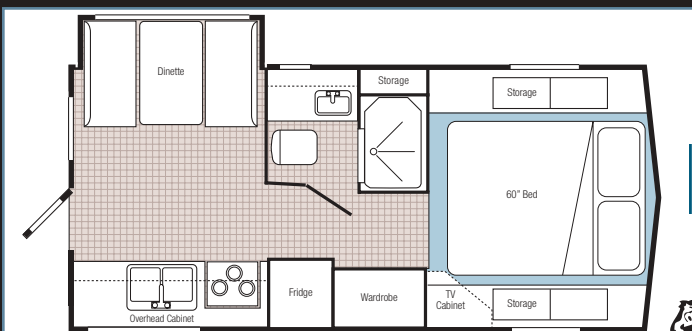 Dinette
Storage
Storage
60" Bed
Fridge
Wardrobe
TV
Cabinet
Storage
Overhead Cabinet